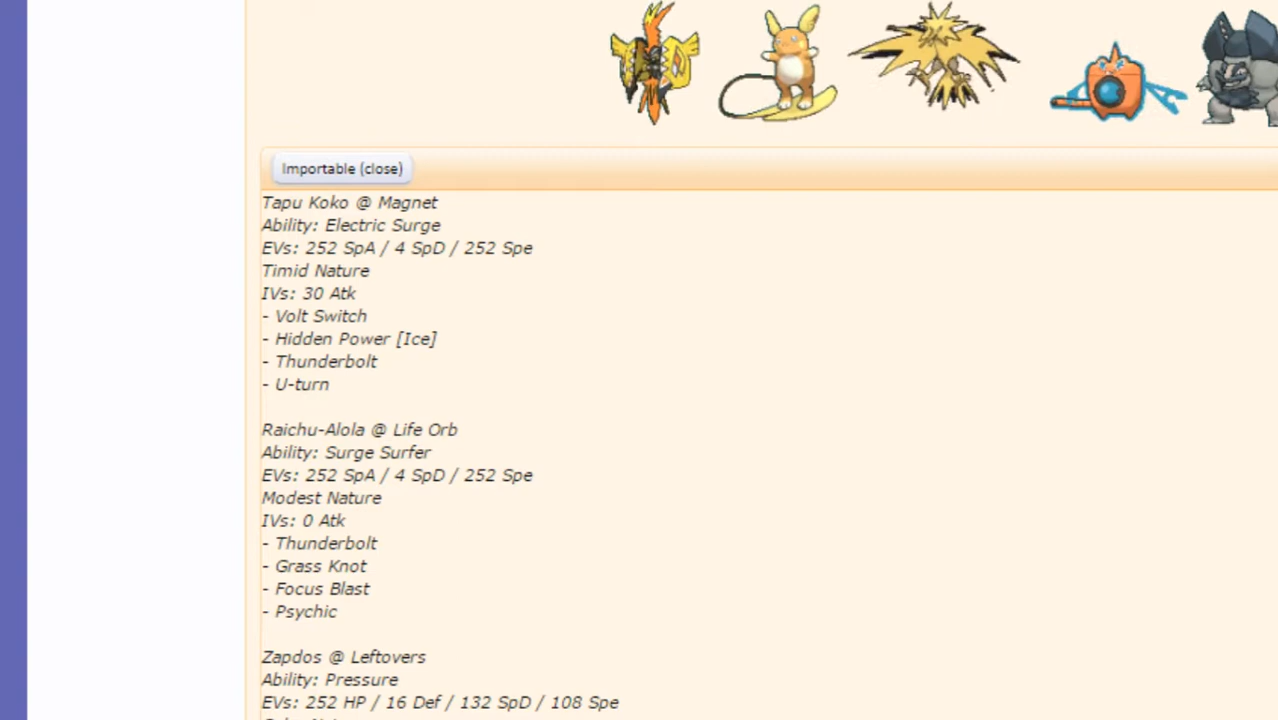 Importable (close)
Tapu Koko @ Magnet
Ability: Electric Surge
EVs: 252 SpA / 4 SpD / 252 Spe
Timid Nature
IVs: 30 Atk
- Volt Switch
- Hidden Power [Ice]
- Thunderbolt
- U-turn
Raichu-Alola @ Life Orb
Ability: Surge Surfer
EVs: 252 SpA / 4 SpD / 252 Spe
Modest Nature
IVs: 0 Atk
- Thunderbolt
- Grass Knot
- Focus Blast
- Psychic
Zapdos @ Leftovers
Ability: Pressure
EVs: 252 HP / 16 Def / 132 SpD / 108 Spe